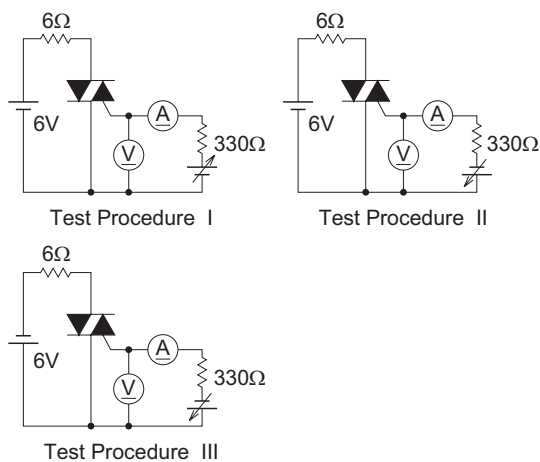 6Ω
6V
A
V
330Ω
Test Procedure I
6Ω
6V
A
V
330Ω
Test Procedure II
6Ω
6V
A
V
330Ω
Test Procedure III